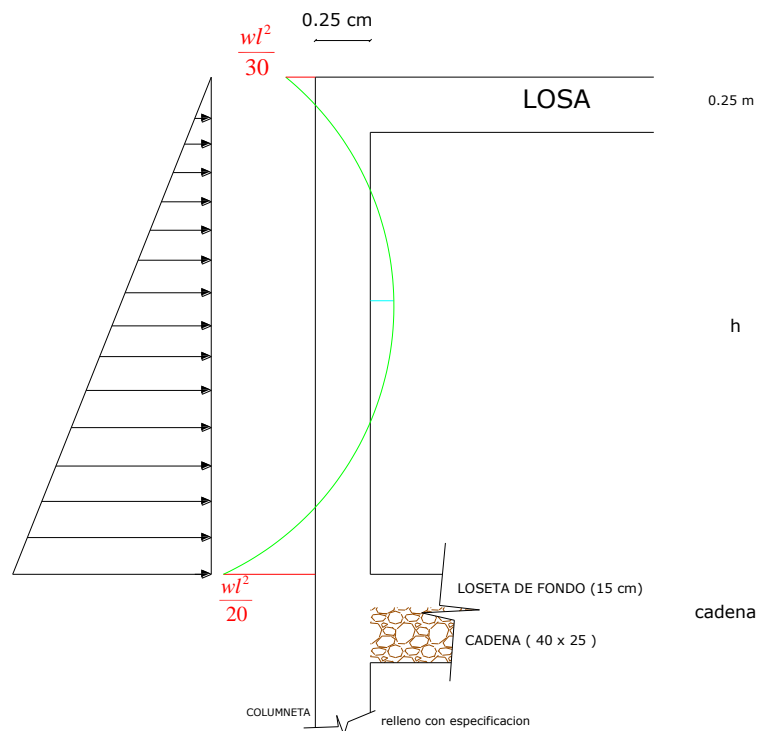 0.25 cm
wl²
30
LOSA
0.25 m
h
wl²
20
LOSETA DE FONDO (15 cm)
cadena
CADENA ( 40 x 25 )
COLUMNETA
relleno con especificacion